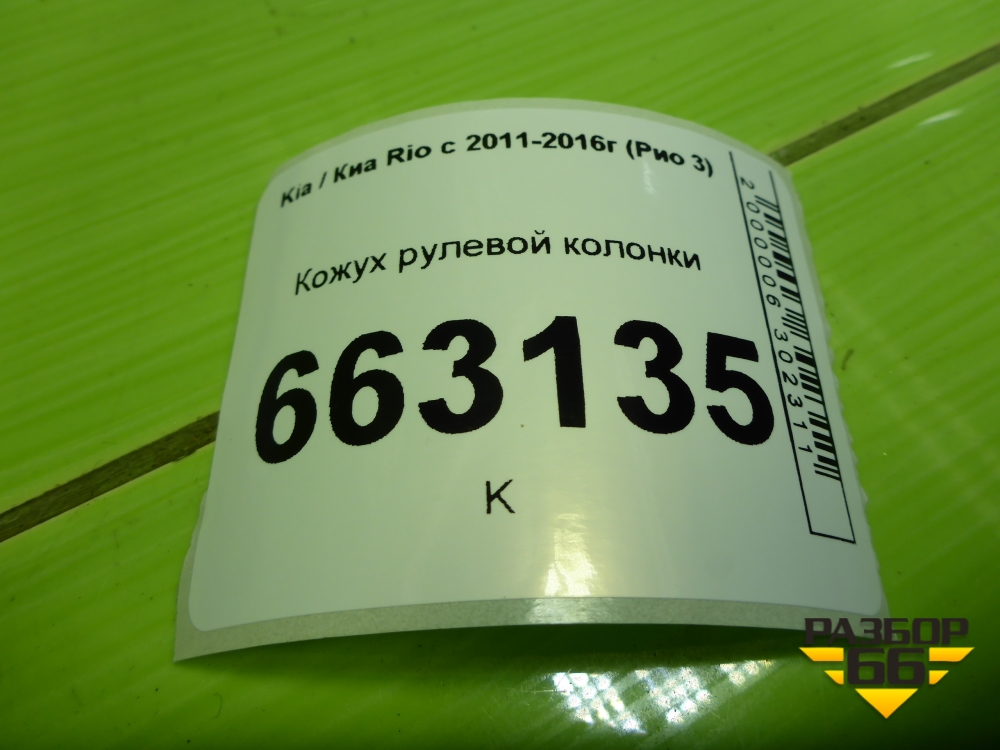 Kia / Киа Rio с 2011-2016г (Рио 3)
Кожух рулевой колонки
663135
К
2000006302311
РАЗБОР
66